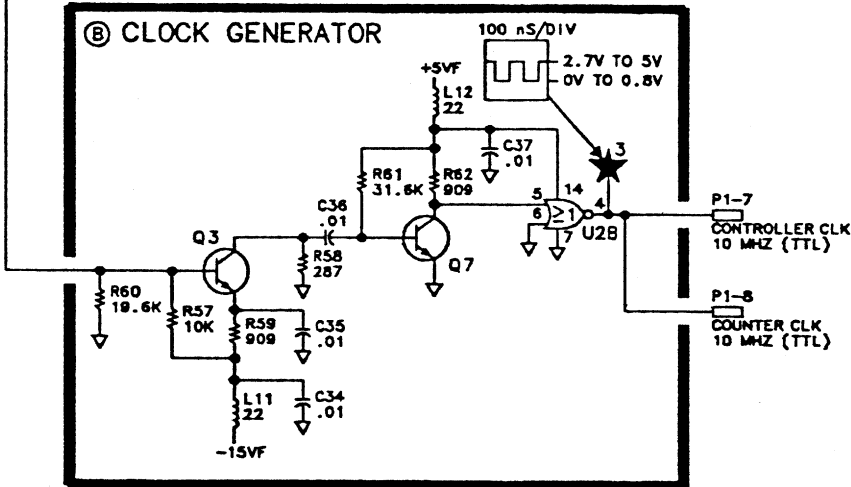 Ⓑ CLOCK GENERATOR
100 nS/DIV
2.7V TO 5V
0V TO 0.8V
+5VF
L12
22
C37
.01
3
R61
31.6K
R62
909
5
14
6
≥1
4
7
U2B
P1-7
CONTROLLER CLK
10 MHZ (TTL)
C36
.01
Q3
R58
287
Q7
R60
19.6K
R57
10K
R59
909
C35
.01
P1-8
COUNTER CLK
10 MHZ (TTL)
L11
22
C34
.01
-15VF